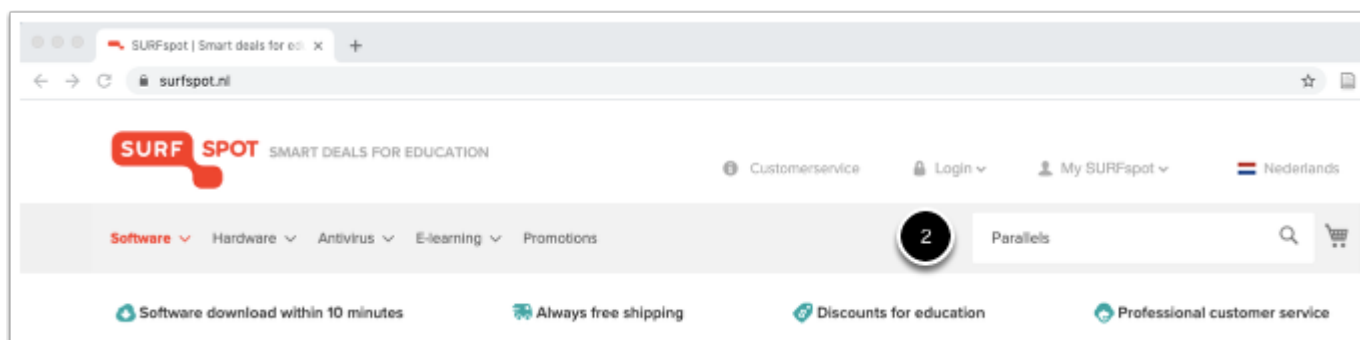 SURFspot | Smart deals for ed
surfspot.nl
SURF SPOT SMART DEALS FOR EDUCATION
Customerservice Login My SURFspot Nederlands
Software Hardware Antivirus E-learning Promotions 2 Parallels
Software download within 10 minutes Always free shipping Discounts for education Professional customer service